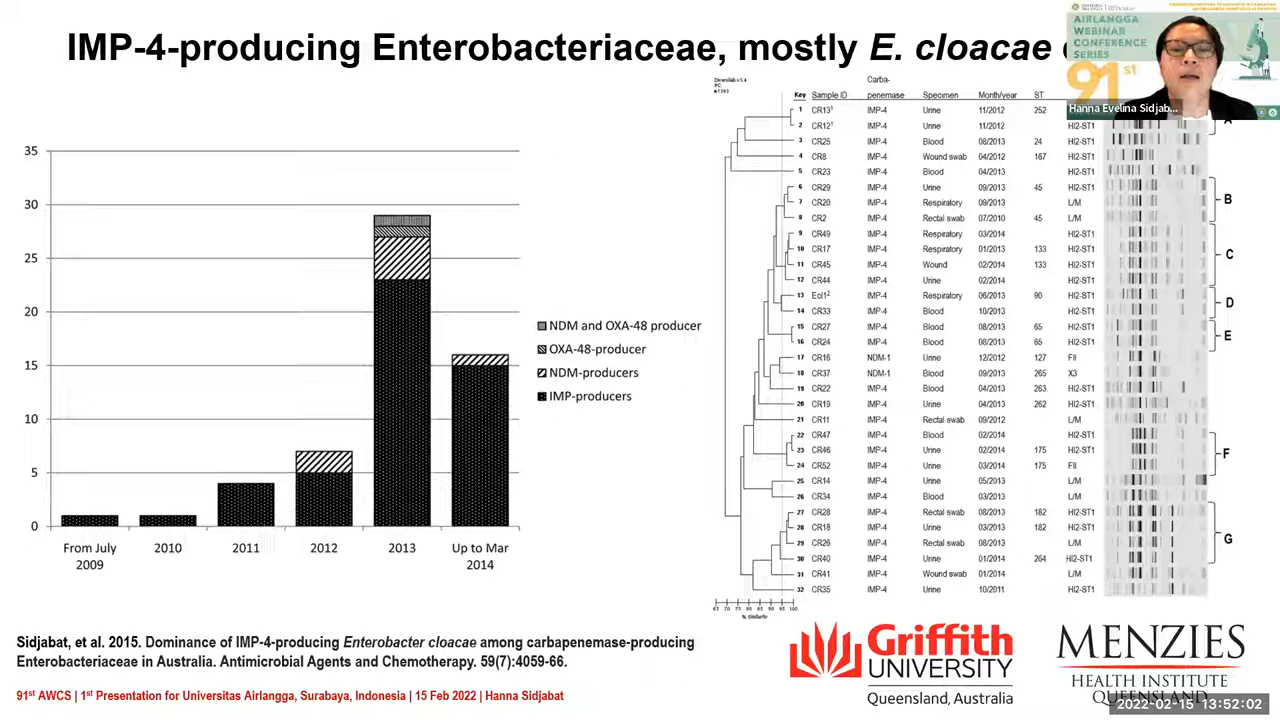 IMP-4-producing Enterobacteriaceae, mostly E. cloacae
AIRLANGGA
WEBINAR
CONFERENCE
SERIES
91st
Hanna Evelina Sidjab...
35
30
25
20
15
10
5
0
From July 2009
2010
2011
2012
2013
Up to Mar 2014
NDM and OXA-48 producer
OXA-48-producer
NDM-producers
IMP-producers
Key Sample ID Carba-penemase Specimen Month/year ST
1 CR13¹ IMP-4 Urine 11/2012 252 HI2-ST1
2 CR12¹ IMP-4 Urine 11/2012 HI2-ST1
3 CR25 IMP-4 Blood 08/2013 24 HI2-ST1
4 CR8 IMP-4 Wound swab 04/2012 167 HI2-ST1
5 CR23 IMP-4 Blood 04/2013 HI2-ST1
6 CR29 IMP-4 Urine 09/2013 45 HI2-ST1
7 CR20 IMP-4 Respiratory 09/2013 L/M
8 CR2 IMP-4 Rectal swab 07/2010 45 L/M
9 CR49 IMP-4 Respiratory 03/2014 HI2-ST1
10 CR17 IMP-4 Respiratory 01/2013 133 HI2-ST1
11 CR45 IMP-4 Wound 02/2014 133 HI2-ST1
12 CR44 IMP-4 Urine 02/2014 HI2-ST1
13 Ecl1² IMP-4 Respiratory 06/2013 90 HI2-ST1
14 CR33 IMP-4 Blood 10/2013 HI2-ST1
15 CR27 IMP-4 Blood 08/2013 65 HI2-ST1
16 CR24 IMP-4 Blood 08/2013 65 HI2-ST1
17 CR16 NDM-1 Urine 12/2012 127 FII
18 CR37 NDM-1 Blood 09/2013 265 X3
19 CR22 IMP-4 Blood 04/2013 263 HI2-ST1
20 CR19 IMP-4 Urine 04/2013 262 HI2-ST1
21 CR11 IMP-4 Rectal swab 09/2012 L/M
22 CR47 IMP-4 Blood 02/2014 HI2-ST1
23 CR46 IMP-4 Urine 02/2014 175 HI2-ST1
24 CR52 IMP-4 Urine 03/2014 175 FII
25 CR14 IMP-4 Urine 05/2013 L/M
26 CR34 IMP-4 Blood 03/2013 L/M
27 CR28 IMP-4 Rectal swab 08/2013 182 HI2-ST1
28 CR18 IMP-4 Urine 03/2013 182 HI2-ST1
29 CR26 IMP-4 Rectal swab 08/2013 L/M
30 CR40 IMP-4 Urine 01/2014 264 HI2-ST1
31 CR41 IMP-4 Wound swab 01/2014 L/M
32 CR35 IMP-4 Urine 10/2011 HI2-ST1
B
C
D
E
F
G
65 70 75 80 85 90 95 100
% Similarity
Sidjabat, et al. 2015. Dominance of IMP-4-producing Enterobacter cloacae among carbapenemase-producing
Enterobacteriaceae in Australia. Antimicrobial Agents and Chemotherapy. 59(7):4059-66.
91st AWCS | 1st Presentation for Universitas Airlangga, Surabaya, Indonesia | 15 Feb 2022 | Hanna Sidjabat
Griffith
UNIVERSITY
Queensland, Australia
MENZIES
HEALTH INSTITUTE
QUEENSLAND
2022-02-15 13:52:02